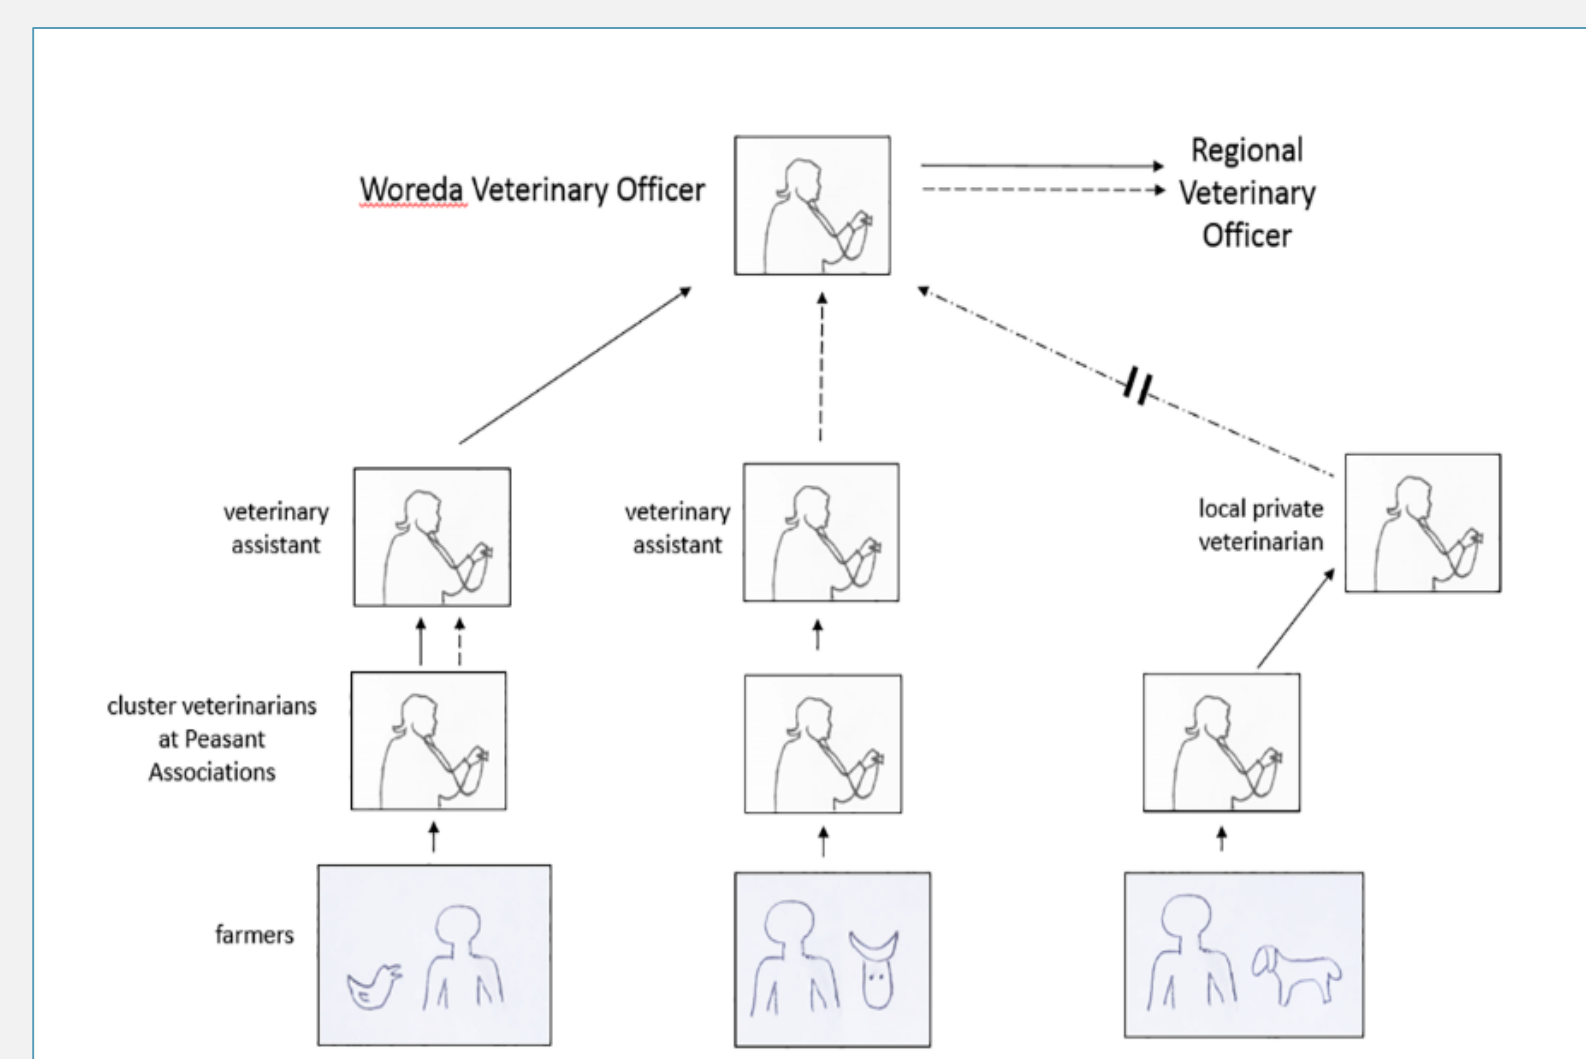 Woreda Veterinary Officer
Regional
Veterinary
Officer
veterinary
assistant
veterinary
assistant
local private
veterinarian
cluster veterinarians
at Peasant
Associations
farmers